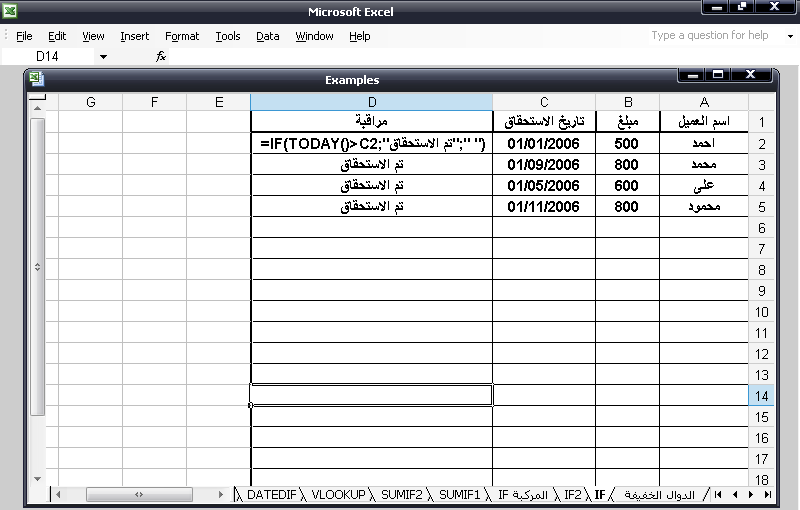 Microsoft Excel
File Edit View Insert Format Tools Data Window Help Type a question for help
D14 fx
Examples
A B C D E F G
1 اسم العميل مبلغ تاريخ الاستحقاق مراقبة
2 احمد 500 01/01/2006 =IF(TODAY()>C2;"تم الاستحقاق";" ")
3 محمد 800 01/09/2006 تم الاستحقاق
4 على 600 01/05/2006 تم الاستحقاق
5 محمود 800 01/11/2006 تم الاستحقاق
6
7
8
9
10
11
12
13
14
15
16
17
18
الدوال الخفيفة IF IF2 IF المركبة SUMIF1 SUMIF2 VLOOKUP DATEDIF